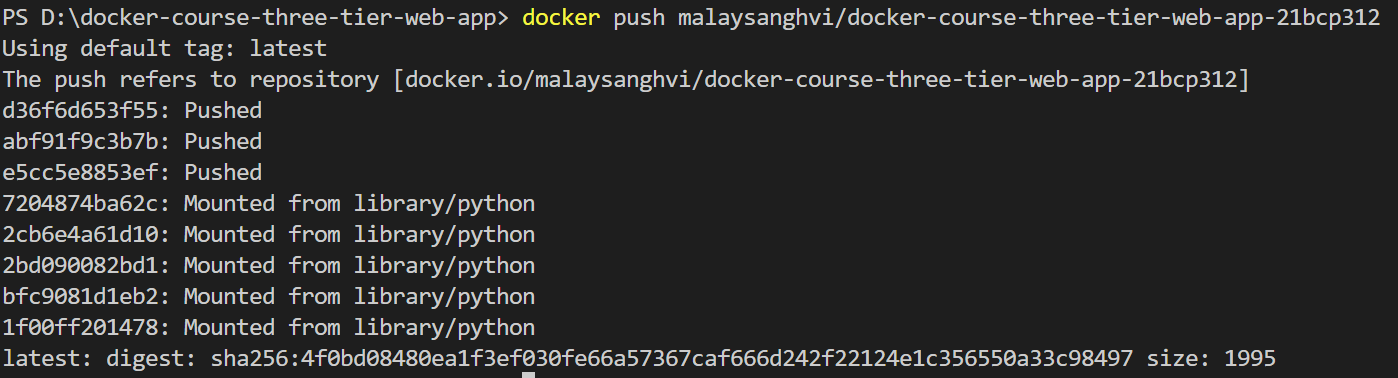 PS D:\docker-course-three-tier-web-app> docker push malaysanghvi/docker-course-three-tier-web-app-21bcp312
Using default tag: latest
The push refers to repository [docker.io/malaysanghvi/docker-course-three-tier-web-app-21bcp312]
d36f6d653f55: Pushed
abf91f9c3b7b: Pushed
e5cc5e8853ef: Pushed
7204874ba62c: Mounted from library/python
2cb6e4a61d10: Mounted from library/python
2bd090082bd1: Mounted from library/python
bfc9081d1eb2: Mounted from library/python
1f00ff201478: Mounted from library/python
latest: digest: sha256:4f0bd08480ea1f3ef030fe66a57367caf666d242f22124e1c356550a33c98497 size: 1995